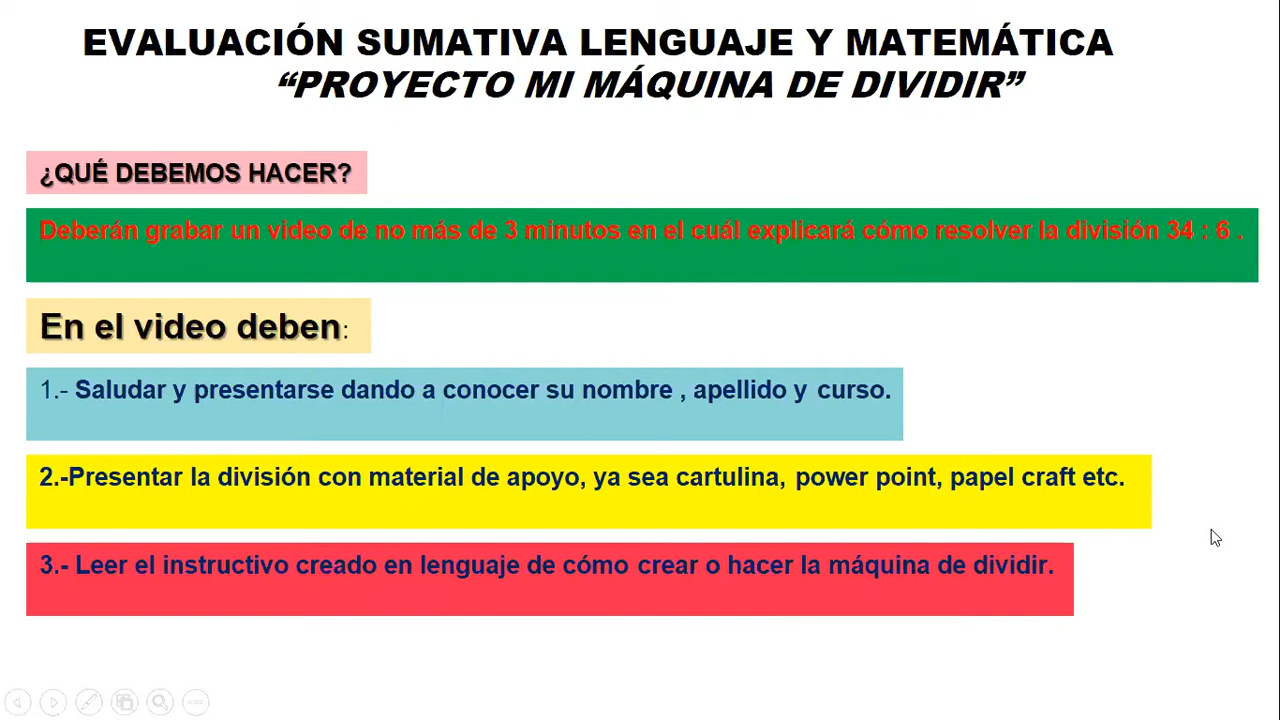 EVALUACIÓN SUMATIVA LENGUAJE Y MATEMÁTICA
“PROYECTO MI MÁQUINA DE DIVIDIR”
¿QUÉ DEBEMOS HACER?
Deberán grabar un video de no más de 3 minutos en el cuál explicará cómo resolver la división 34 : 6 .
En el video deben:
1.- Saludar y presentarse dando a conocer su nombre , apellido y curso.
2.-Presentar la división con material de apoyo, ya sea cartulina, power point, papel craft etc.
3.- Leer el instructivo creado en lenguaje de cómo crear o hacer la máquina de dividir.